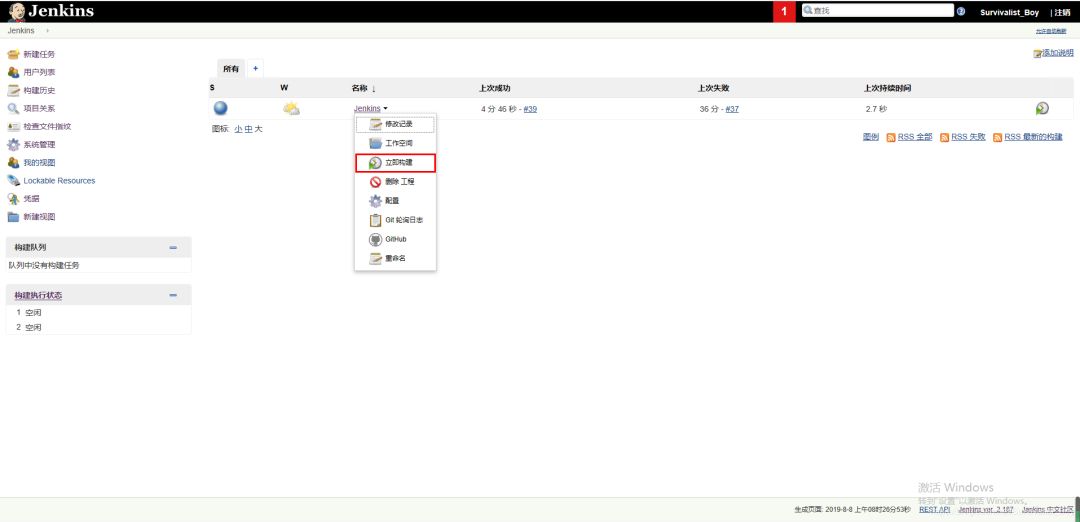 Jenkins
1
查找
Survivalist_Boy
| 注销
Jenkins
允许自动刷新
新建任务
用户列表
构建历史
项目关系
检查文件指纹
系统管理
我的视图
Lockable Resources
凭据
新建视图
构建队列
队列中没有构建任务
构建执行状态
1 空闲
2 空闲
添加说明
所有 +
S W 名称 ↓ 上次成功 上次失败 上次持续时间
Jenkins 4 分 46 秒 - #39 36 分 - #37 2.7 秒
图标: 小 中 大
图例 RSS 全部 RSS 失败 RSS 最新的构建
修改记录
工作空间
立即构建
删除 工程
配置
Git 轮询日志
GitHub
重命名
激活 Windows
转到"设置"以激活 Windows。
生成页面: 2019-8-8 上午08时26分53秒 REST API Jenkins ver. 2.187 Jenkins 中文社区